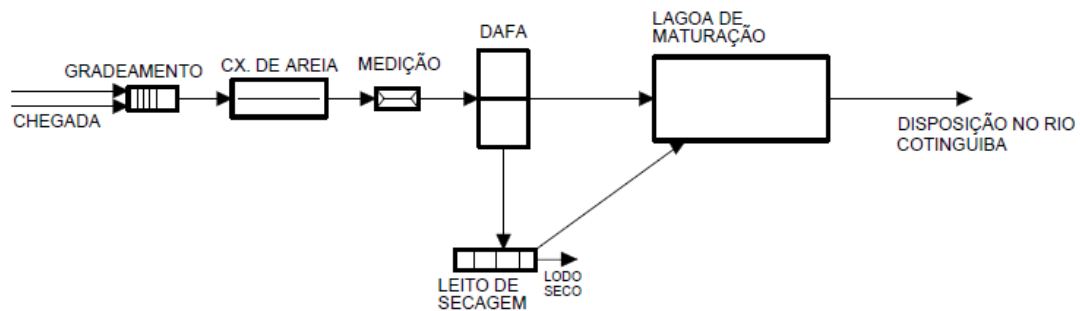 GRADEAMENTO
CHEGADA
CX. DE AREIA
MEDIÇÃO
DAFA
LAGOA DE
MATURAÇÃO
DISPOSIÇÃO NO RIO
COTINGUIBA
LEITO DE
SECAGEM
LODO
SECO